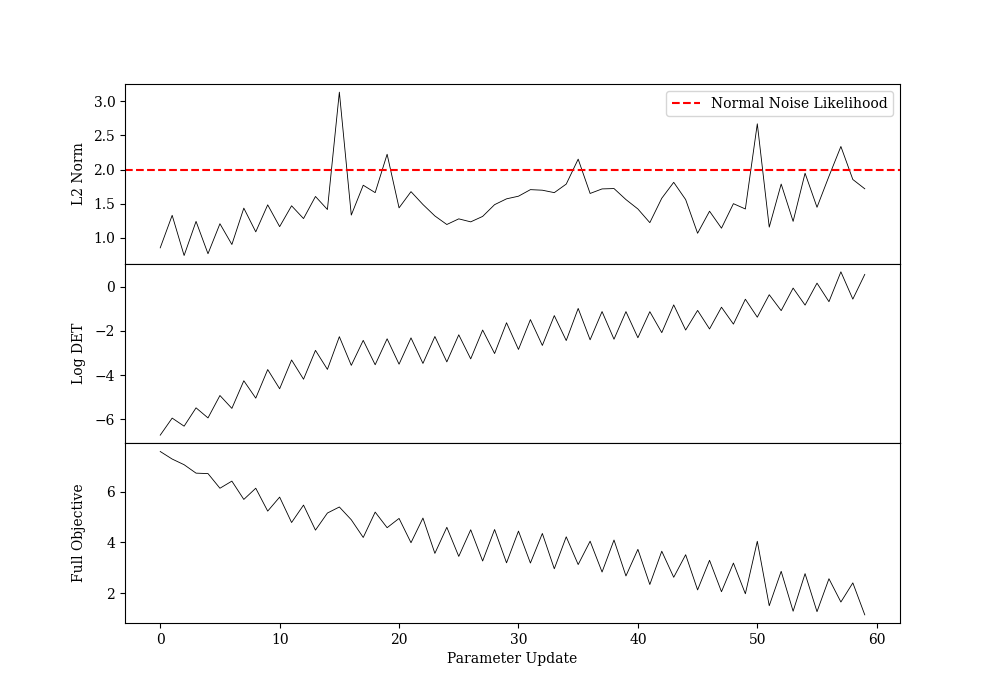 Normal Noise Likelihood
L2 Norm
3.0
2.5
2.0
1.5
1.0
Log DET
0
−2
−4
−6
Full Objective
6
4
2
0 10 20 30 40 50 60
Parameter Update